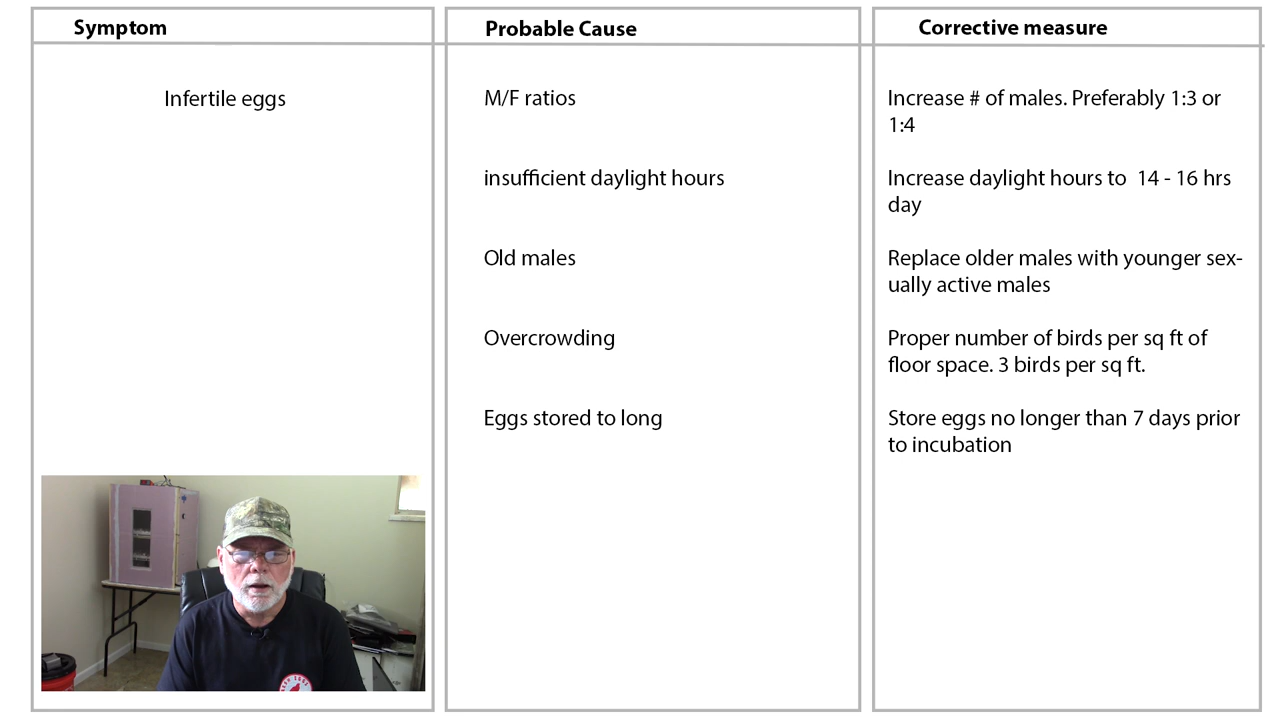 Symptom
Probable Cause
Corrective measure
Infertile eggs
M/F ratios
Increase # of males. Preferably 1:3 or
1:4
insufficient daylight hours
Increase daylight hours to 14 - 16 hrs
day
Old males
Replace older males with younger sex-
ually active males
Overcrowding
Proper number of birds per sq ft of
floor space. 3 birds per sq ft.
Eggs stored to long
Store eggs no longer than 7 days prior
to incubation